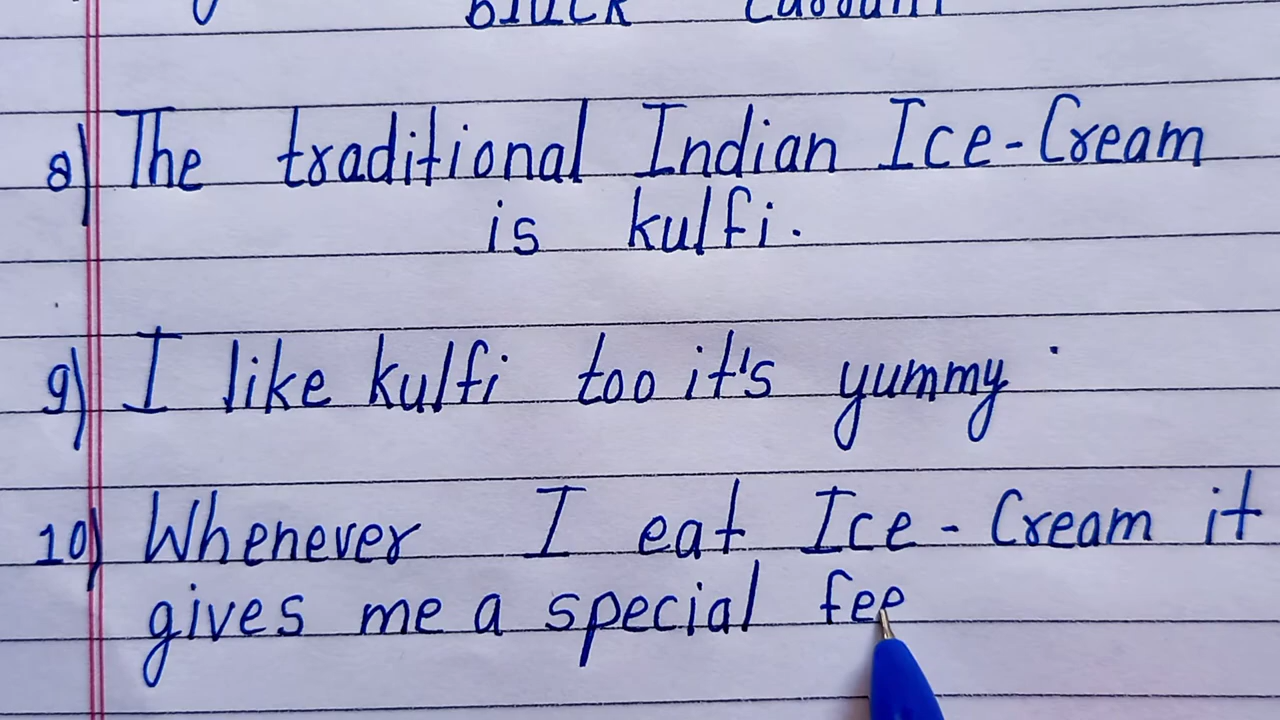 8) The traditional Indian Ice-Cream
is kulfi.
9) I like kulfi too it's yummy.
10) Whenever I eat Ice-Cream it
gives me a special fee